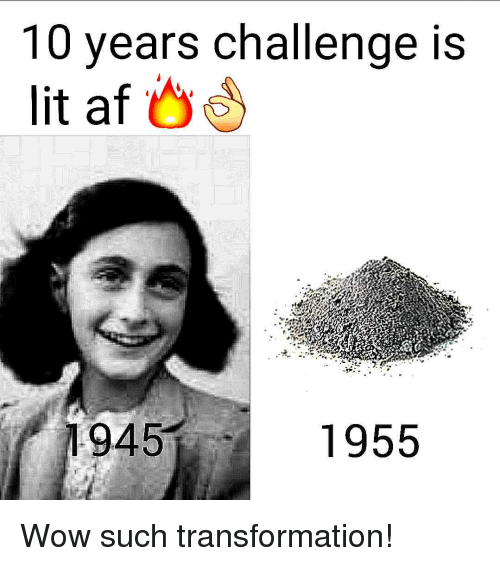 10 years challenge is
lit af 🔥👌
1945
1955
Wow such transformation!